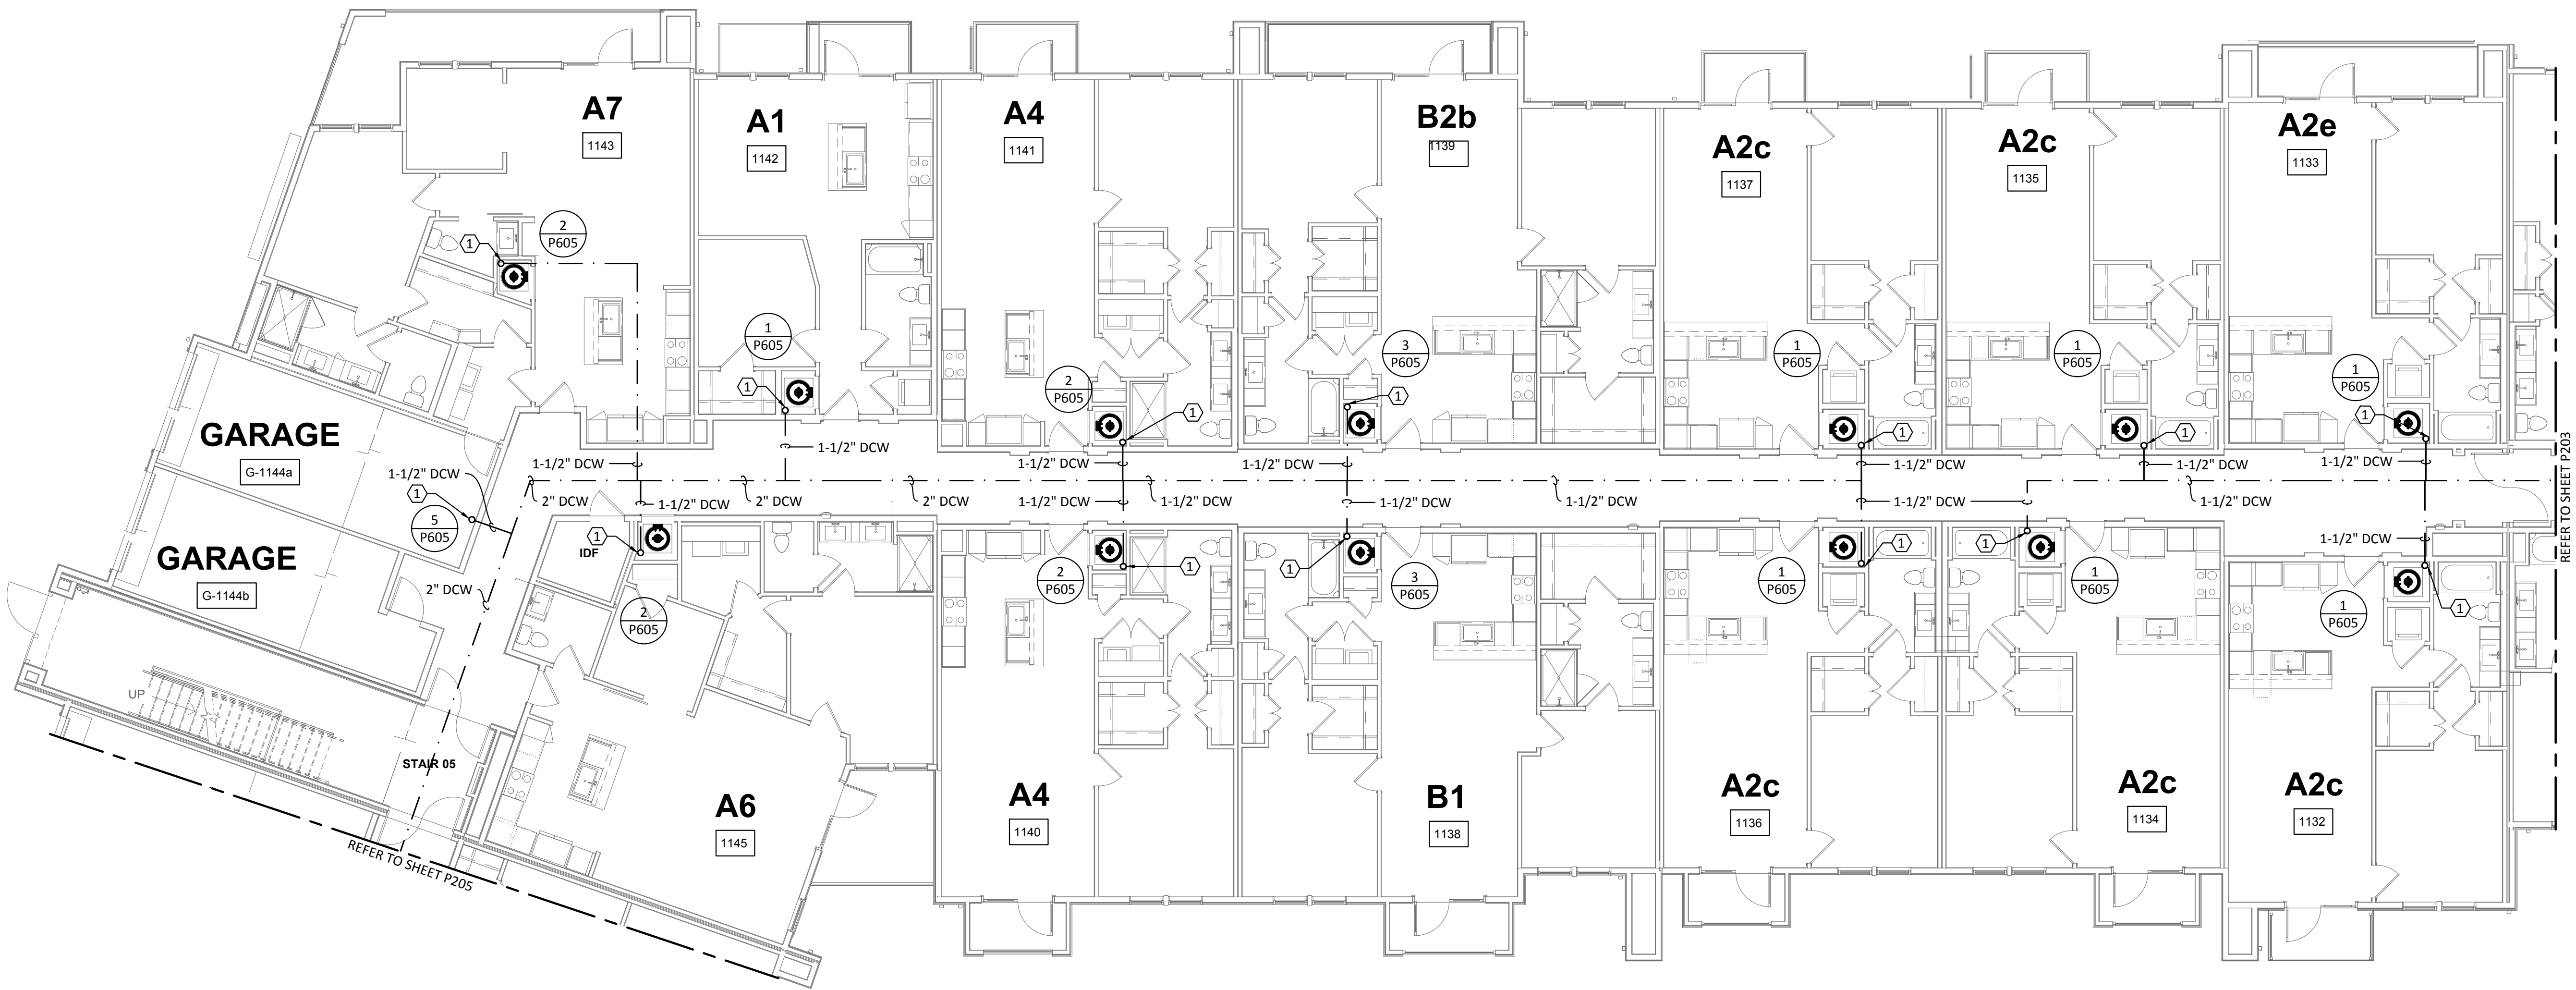 A7
1143
A1
1142
A4
1141
B2b
1139
A2c
1137
A2c
1135
A2e
1133
1
2
P605
1
P605
1
2
P605
1
3
P605
1
1
P605
1
1
P605
1
1
P605
1
GARAGE
G-1144a
GARAGE
G-1144b
1-1/2" DCW
1
5
P605
2" DCW
1-1/2" DCW
1-1/2" DCW
1-1/2" DCW
1-1/2" DCW
1-1/2" DCW
1-1/2" DCW
1-1/2" DCW
2" DCW
1-1/2" DCW
2" DCW
2" DCW
1-1/2" DCW
1-1/2" DCW
1-1/2" DCW
1-1/2" DCW
1-1/2" DCW
1-1/2" DCW
1-1/2" DCW
REFER TO SHEET P203
1
IDF
2
P605
2
P605
1
1
3
P605
1
P605
1
1
1
P605
1-1/2" DCW
1
P605
1
UP
STAIR 05
REFER TO SHEET P205
A6
1145
A4
1140
B1
1138
A2c
1136
A2c
1134
A2c
1132